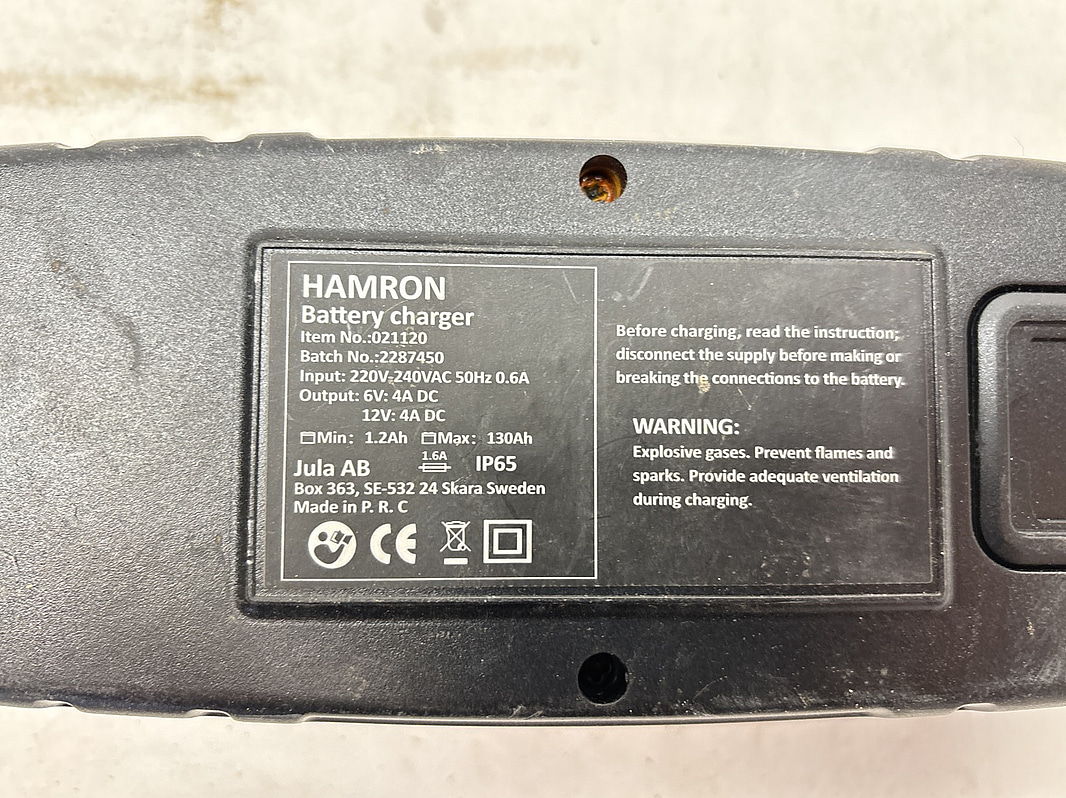 HAMRON
Battery charger
Item No.:021120
Batch No.:2287450
Input: 220V-240VAC 50Hz 0.6A
Output: 6V: 4A DC
12V: 4A DC
Min: 1.2Ah Max: 130Ah
Jula AB 1.6A IP65
Box 363, SE-532 24 Skara Sweden
Made in P. R. C
CE
Before charging, read the instruction;
disconnect the supply before making or
breaking the connections to the battery.
WARNING:
Explosive gases. Prevent flames and
sparks. Provide adequate ventilation
during charging.